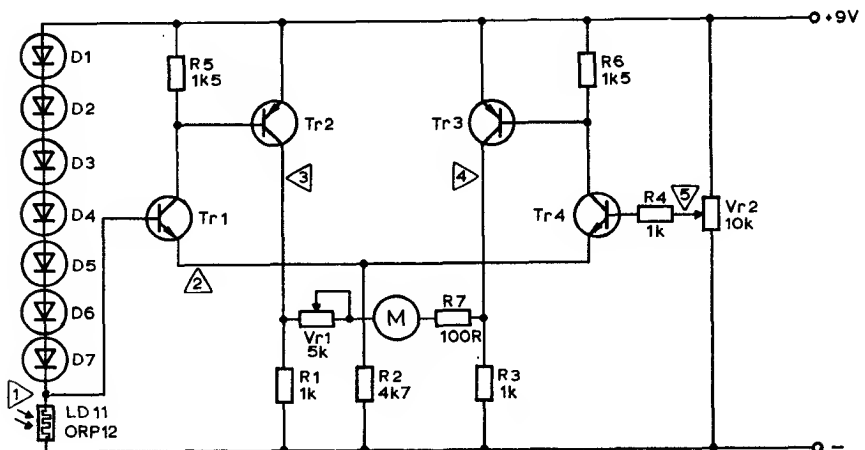 +9V
D1
R5
1k5
R6
1k5
D2
Tr2
Tr3
D3
3
4
D4
Tr1
Tr4
R4
1k
5
Vr2
10k
D5
2
D6
Vr1
5k
M
R7
100R
D7
1
R1
1k
R2
4k7
R3
1k
LD11
ORP12
–